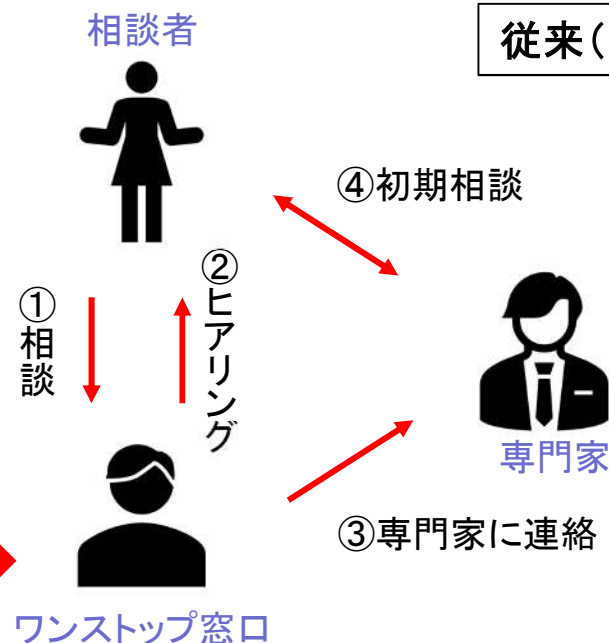 相談者
従来（
④初期相談
②ヒアリング
①相談
専門家
③専門家に連絡
ワンストップ窓口